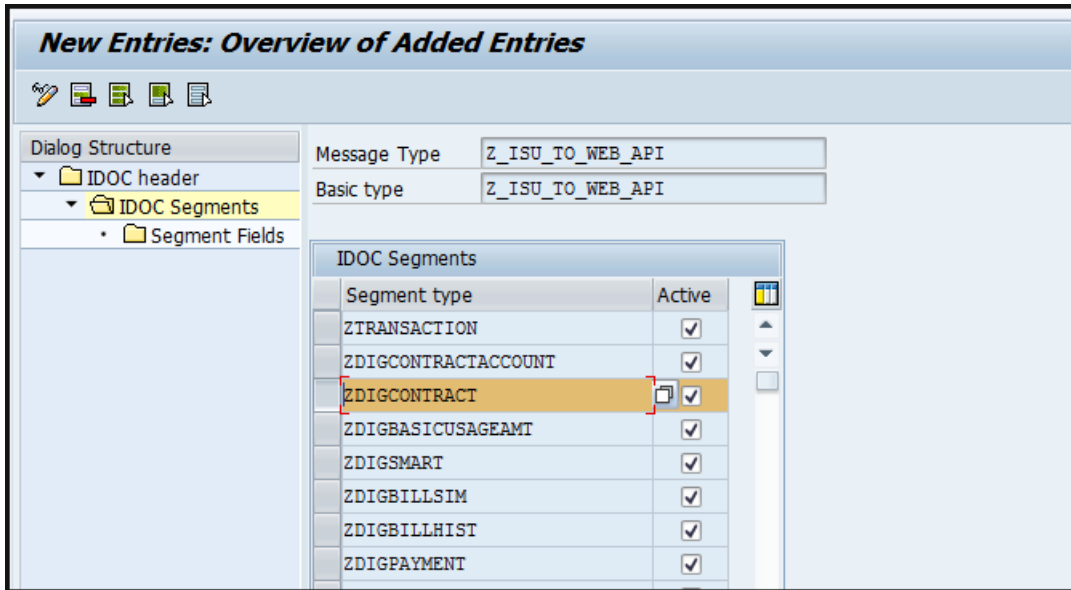 New Entries: Overview of Added Entries
Dialog Structure
IDOC header
IDOC Segments
Segment Fields
Message Type Z_ISU_TO_WEB_API
Basic type Z_ISU_TO_WEB_API
IDOC Segments
Segment type Active
ZTRANSACTION
ZDIGCONTRACTACCOUNT
ZDIGCONTRACT
ZDIGBASICUSAGEAMT
ZDIGSMART
ZDIGBILLSIM
ZDIGBILLHIST
ZDIGPAYMENT